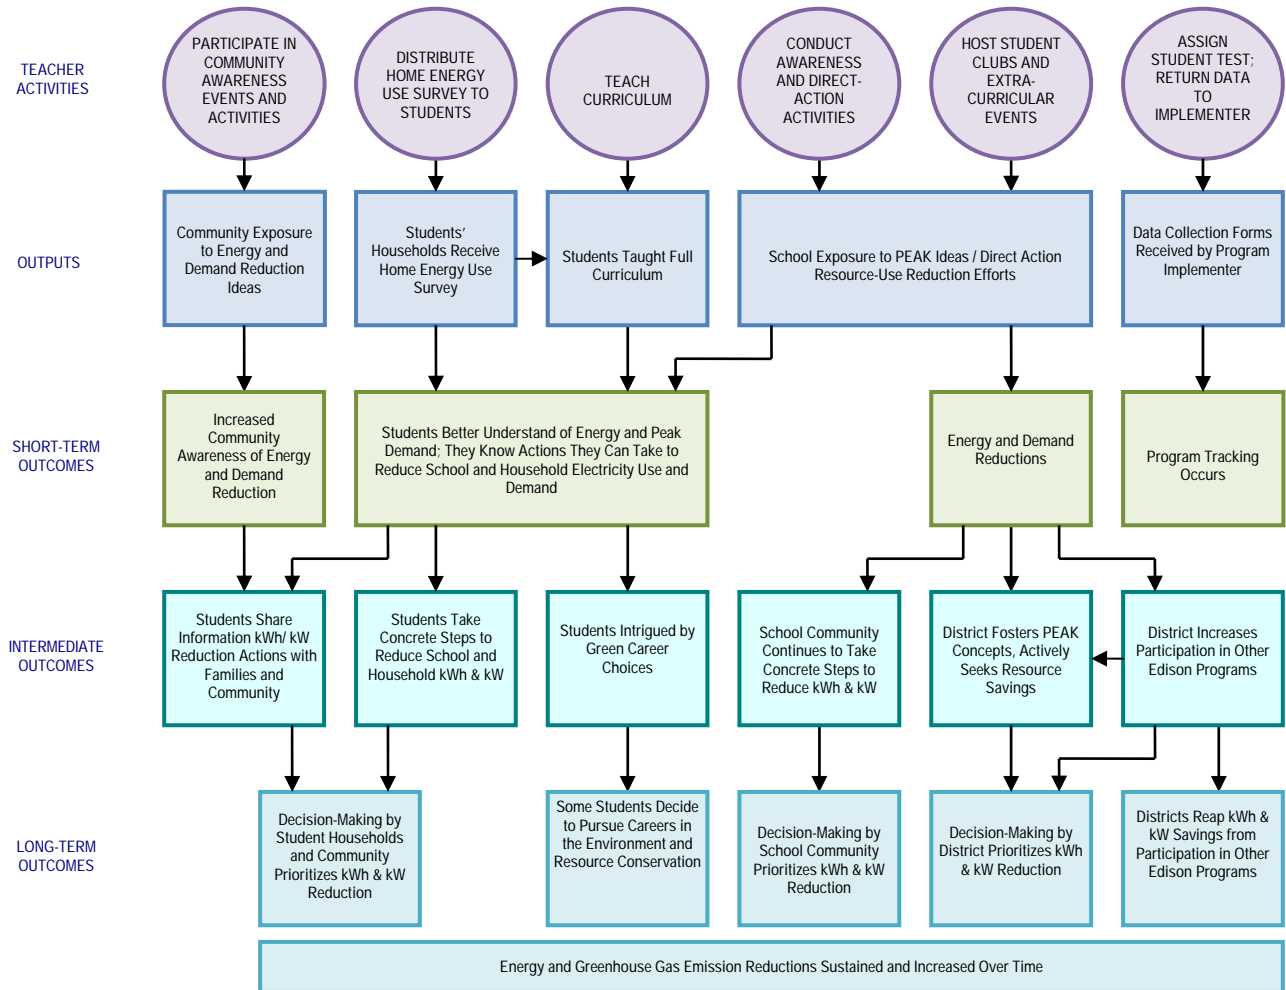 TEACHER
ACTIVITIES
PARTICIPATE IN
COMMUNITY
AWARENESS
EVENTS AND
ACTIVITIES
DISTRIBUTE
HOME ENERGY
USE SURVEY TO
STUDENTS
TEACH
CURRICULUM
CONDUCT
AWARENESS
AND DIRECT-
ACTION
ACTIVITIES
HOST STUDENT
CLUBS AND
EXTRA-
CURRICULAR
EVENTS
ASSIGN
STUDENT TEST;
RETURN DATA
TO
IMPLEMENTER
OUTPUTS
Community Exposure
to Energy and
Demand Reduction
Ideas
Students'
Households Receive
Home Energy Use
Survey
Students Taught Full
Curriculum
School Exposure to PEAK Ideas / Direct Action
Resource-Use Reduction Efforts
Data Collection Forms
Received by Program
Implementer
SHORT-TERM
OUTCOMES
Increased
Community
Awareness of Energy
and Demand
Reduction
Students Better Understand of Energy and Peak
Demand; They Know Actions They Can Take to
Reduce School and Household Electricity Use and
Demand
Energy and Demand
Reductions
Program Tracking
Occurs
INTERMEDIATE
OUTCOMES
Students Share
Information kWh/ kW
Reduction Actions with
Families and
Community
Students Take
Concrete Steps to
Reduce School and
Household kWh & kW
Students Intrigued by
Green Career
Choices
School Community
Continues to Take
Concrete Steps to
Reduce kWh & kW
District Fosters PEAK
Concepts, Actively
Seeks Resource
Savings
District Increases
Participation in Other
Edison Programs
LONG-TERM
OUTCOMES
Decision-Making by
Student Households
and Community
Prioritizes kWh & kW
Reduction
Some Students Decide
to Pursue Careers in
the Environment and
Resource Conservation
Decision-Making by
School Community
Prioritizes kWh & kW
Reduction
Decision-Making by
District Prioritizes kWh
& kW Reduction
Districts Reap kWh &
kW Savings from
Participation in Other
Edison Programs
Energy and Greenhouse Gas Emission Reductions Sustained and Increased Over Time